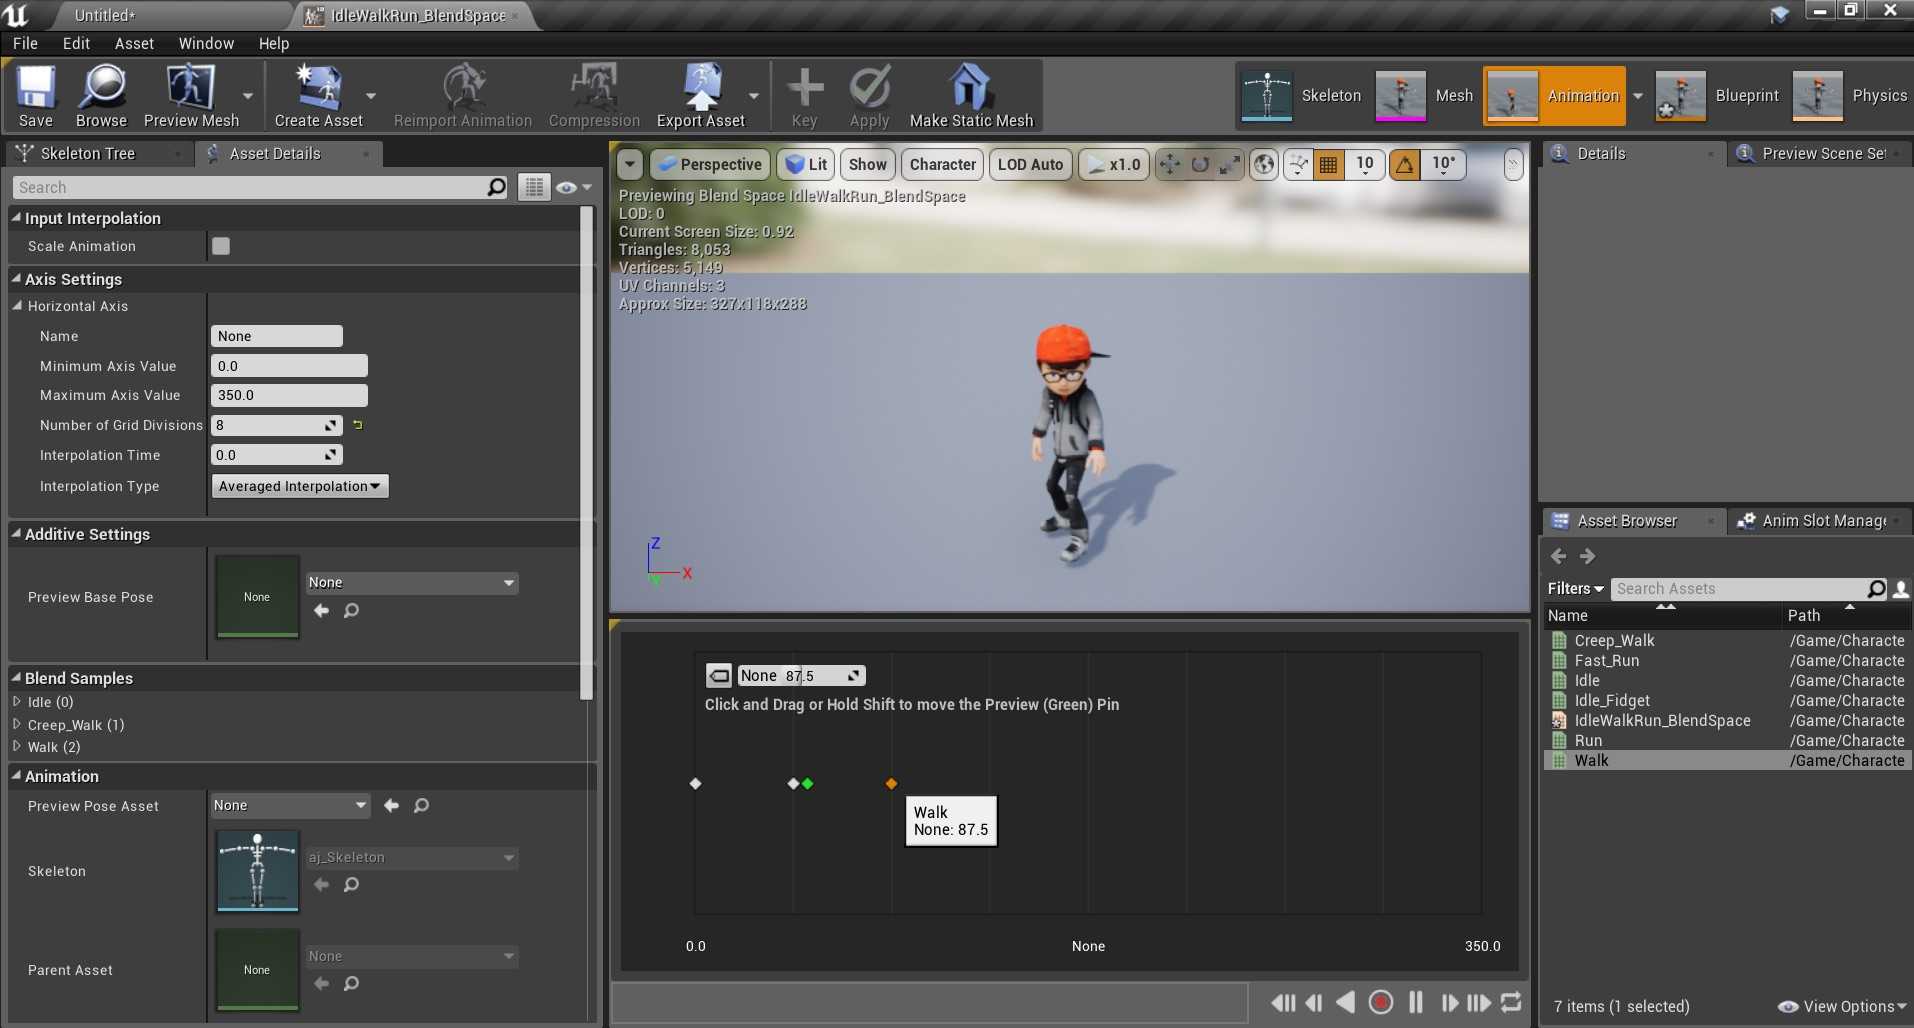 Untitled*
IdleWalkRun_BlendSpace
File Edit Asset Window Help
Save
Browse
Preview Mesh
Create Asset
Reimport Animation
Compression
Export Asset
Key
Apply
Make Static Mesh
Skeleton
Mesh
Animation
Blueprint
Physics
Skeleton Tree
Asset Details
Search
Input Interpolation
Scale Animation
Axis Settings
Horizontal Axis
Name None
Minimum Axis Value 0.0
Maximum Axis Value 350.0
Number of Grid Divisions 8
Interpolation Time 0.0
Interpolation Type Averaged Interpolation
Additive Settings
Preview Base Pose None None
Blend Samples
Idle (0)
Creep_Walk (1)
Walk (2)
Animation
Preview Pose Asset None
Skeleton aj_Skeleton
Parent Asset None None
Perspective Lit Show Character LOD Auto x1.0 10 10°
Previewing Blend Space IdleWalkRun_BlendSpace
LOD: 0
Current Screen Size: 0.92
Triangles: 8,053
Vertices: 5,149
UV Channels: 3
Approx Size: 327x118x288
Z
X
Y
None 87.5
Click and Drag or Hold Shift to move the Preview (Green) Pin
Walk
None: 87.5
0.0 None 350.0
Details
Preview Scene Set
Asset Browser
Anim Slot Manage
Filters Search Assets
Name Path
Creep_Walk /Game/Characte
Fast_Run /Game/Characte
Idle /Game/Characte
Idle_Fidget /Game/Characte
IdleWalkRun_BlendSpace /Game/Characte
Run /Game/Characte
Walk /Game/Characte
7 items (1 selected) View Options